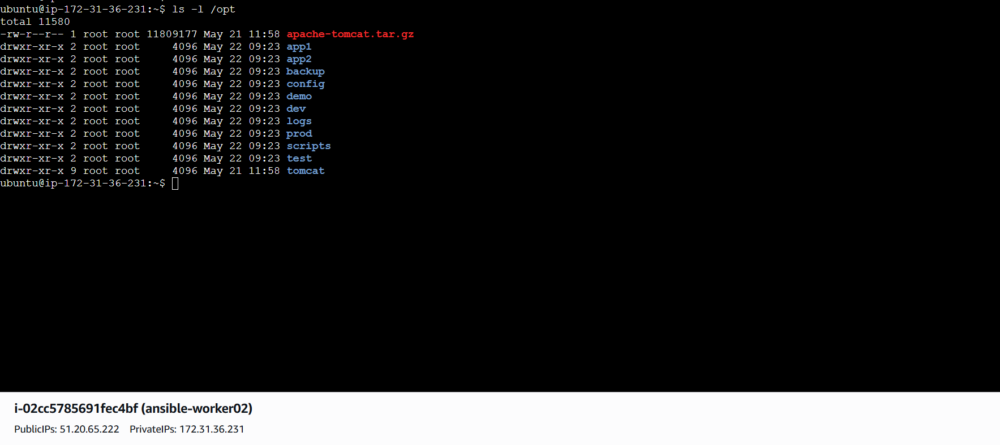 ubuntu@ip-172-31-36-231:~$ ls -l /opt
total 11580
-rw-r--r-- 1 root root 11809177 May 21 11:58 apache-tomcat.tar.gz
drwxr-xr-x 2 root root     4096 May 22 09:23 app1
drwxr-xr-x 2 root root     4096 May 22 09:23 app2
drwxr-xr-x 2 root root     4096 May 22 09:23 backup
drwxr-xr-x 2 root root     4096 May 22 09:23 config
drwxr-xr-x 2 root root     4096 May 22 09:23 demo
drwxr-xr-x 2 root root     4096 May 22 09:23 dev
drwxr-xr-x 2 root root     4096 May 22 09:23 logs
drwxr-xr-x 2 root root     4096 May 22 09:23 prod
drwxr-xr-x 2 root root     4096 May 22 09:23 scripts
drwxr-xr-x 2 root root     4096 May 22 09:23 test
drwxr-xr-x 9 root root     4096 May 21 11:58 tomcat
ubuntu@ip-172-31-36-231:~$
i-02cc5785691fec4bf (ansible-worker02)
PublicIPs: 51.20.65.222 PrivateIPs: 172.31.36.231